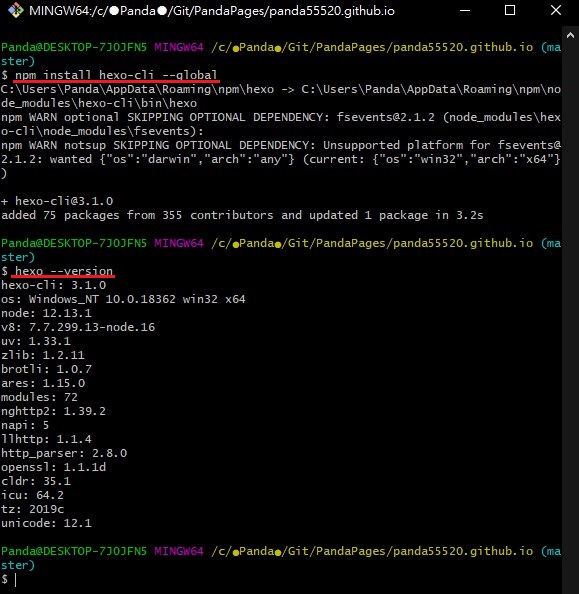 MINGW64:/c/●Panda●/Git/PandaPages/panda55520.github.io
Panda@DESKTOP-7JOJFN5 MINGW64 /c/●Panda●/Git/PandaPages/panda55520.github.io (ma
ster)
$ npm install hexo-cli --global
C:\Users\Panda\AppData\Roaming\npm\hexo -> C:\Users\Panda\AppData\Roaming\npm\no
de_modules\hexo-cli\bin\hexo
npm WARN optional SKIPPING OPTIONAL DEPENDENCY: fsevents@2.1.2 (node_modules\hex
o-cli\node_modules\fsevents):
npm WARN notsup SKIPPING OPTIONAL DEPENDENCY: Unsupported platform for fsevents@
2.1.2: wanted {"os":"darwin","arch":"any"} (current: {"os":"win32","arch":"x64"}
)
+ hexo-cli@3.1.0
added 75 packages from 355 contributors and updated 1 package in 3.2s
Panda@DESKTOP-7JOJFN5 MINGW64 /c/●Panda●/Git/PandaPages/panda55520.github.io (ma
ster)
$ hexo --version
hexo-cli: 3.1.0
os: Windows_NT 10.0.18362 win32 x64
node: 12.13.1
v8: 7.7.299.13-node.16
uv: 1.33.1
zlib: 1.2.11
brotli: 1.0.7
ares: 1.15.0
modules: 72
nghttp2: 1.39.2
napi: 5
llhttp: 1.1.4
http_parser: 2.8.0
openssl: 1.1.1d
cldr: 35.1
icu: 64.2
tz: 2019c
unicode: 12.1
Panda@DESKTOP-7JOJFN5 MINGW64 /c/●Panda●/Git/PandaPages/panda55520.github.io (ma
ster)
$